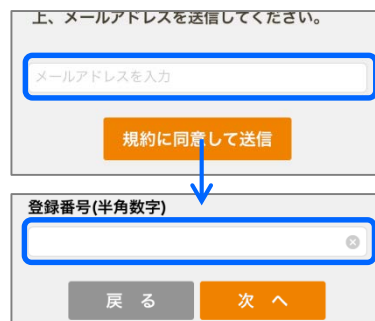 上、メールアドレスを送信してください。
メールアドレスを入力
規約に同意して送信
登録番号(半角数字)
戻 る
次 へ